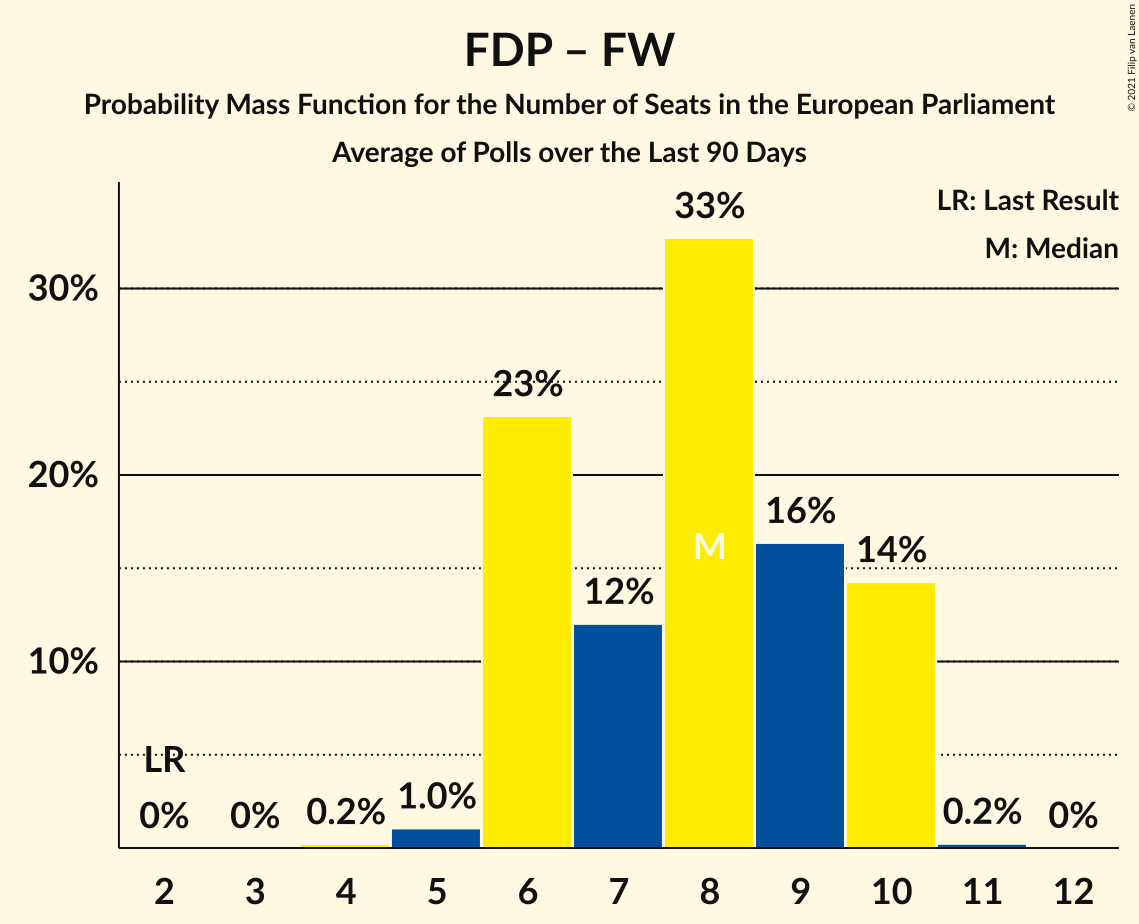 FDP – FW
Probability Mass Function for the Number of Seats in the European Parliament
Average of Polls over the Last 90 Days
© 2021 Filip van Laenen
LR: Last Result
M: Median
30%
20%
10%
LR
0%
0%
0.2%
1.0%
23%
12%
33%
M
16%
14%
0.2%
0%
2 3 4 5 6 7 8 9 10 11 12